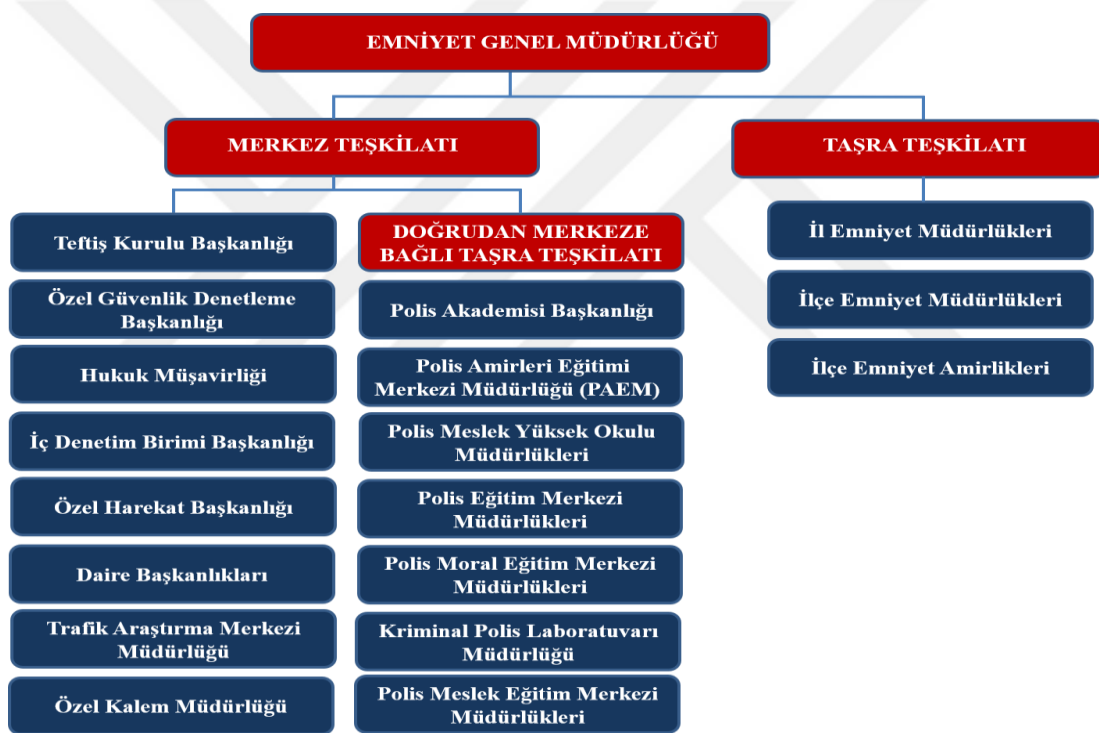 EMNİYET GENEL MÜDÜRLÜĞÜ
MERKEZ TEŞKİLATI
TAŞRA TEŞKİLATI
Teftiş Kurulu Başkanlığı
Özel Güvenlik Denetleme
Başkanlığı
Hukuk Müşavirliği
İç Denetim Birimi Başkanlığı
Özel Harekat Başkanlığı
Daire Başkanlıkları
Trafik Araştırma Merkezi
Müdürlüğü
Özel Kalem Müdürlüğü
DOĞRUDAN MERKEZE
BAĞLI TAŞRA TEŞKİLATI
Polis Akademisi Başkanlığı
Polis Amirleri Eğitimi
Merkezi Müdürlüğü (PAEM)
Polis Meslek Yüksek Okulu
Müdürlükleri
Polis Eğitim Merkezi
Müdürlükleri
Polis Moral Eğitim Merkezi
Müdürlükleri
Kriminal Polis Laboratuvarı
Müdürlüğü
Polis Meslek Eğitim Merkezi
Müdürlükleri
İl Emniyet Müdürlükleri
İlçe Emniyet Müdürlükleri
İlçe Emniyet Amirlikleri